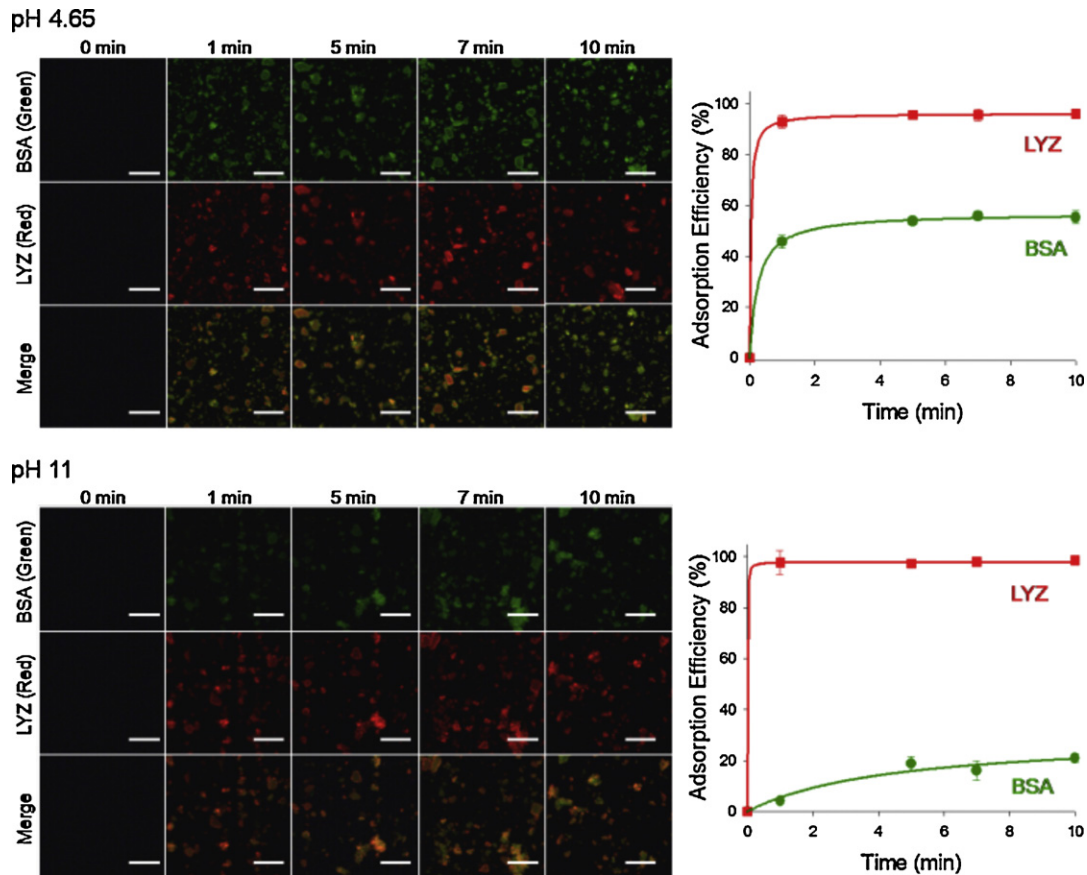 pH 4.65
0 min 1 min 5 min 7 min 10 min
BSA (Green)
LYZ (Red)
Merge
Adsorption Efficiency (%)
100
80
60
40
20
0
LYZ
BSA
0 2 4 6 8 10
Time (min)
pH 11
0 min 1 min 5 min 7 min 10 min
BSA (Green)
LYZ (Red)
Merge
Adsorption Efficiency (%)
100
80
60
40
20
0
LYZ
BSA
0 2 4 6 8 10
Time (min)